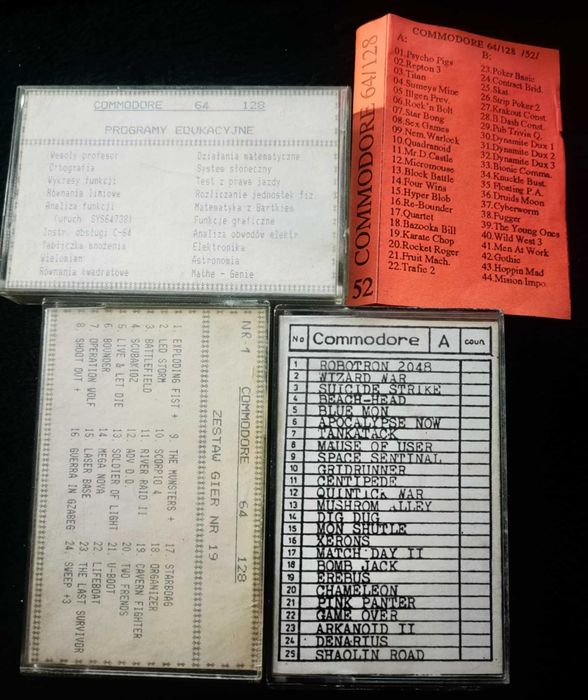 COMMODORE 64 128
PROGRAMY EDUKACYJNE
Wesoły profesor
Ortografia
Wykresy funkcji
Równania liniowe
Analiza funkcji
(uruch. SYS64738)
Instr. obsługi C-64
Tabliczka mnożenia
Wielomian
Równania kwadratowe
Działania matematyczne
System słoneczny
Test z prawa jazdy
Rozliczanie jednostek fiz.
Matematyka z Bartkiem
Funkcje graficzne
Analiza obwodów elektr.
Elektronika
Astronomia
Mathe - Genie
COMMODORE 64/128
52
COMMODORE 64/128 /52/
A:
01.Psycho Pigs
02.Repton 3
03.Titan
04.Sumeys Mine
05.Illgen Prev.
06.Rock'n Bolt
07.Star Bong
08.Sex Games
09.Nem.Warlock
10.Quadranoid
11.Mr D.Castle
12.Micromouse
13.Block Battle
14.Four Wins
15.Hyper Blob
16.Re-Bounder
17.Quartet
18.Bazooka Bill
19.Karate Chop
20.Rocket Roger
21.Fruit Mach.
22.Trafic 2
B:
23.Poker Basic
24.Contract Brid.
25.Skat
26.Strip Poker 2
27.Krakout Const.
28.B Dash Const.
29.Pub Trivia Q.
30.Dynamite Dux 1
31.Dynamite Dux 2
32.Dynamite Dux 3
33.Bionic Comma.
34.Knuckle Bust.
35.Floating P.A.
36.Druids Moon
37.Cyberworm
38.Fugger
39.The Young Ones
40.Wild West 3
41.Men At Work
42.Gothic
43.Hoppin Mad
44.Mision Impo.
NR 1 COMMODORE 64 128
ZESTAW GIER NR 19
1 EXPLODING FIST +
2 LED STORM
3 BATTLEFIELD
4 SCUBAKIDZ
5 LIVE & LET DIE
6 BOUNDER
7 OPERATION WOLF
8 SHOOT OUT +
9 THE MUNSTERS +
10 SCORPIO 4
11 RIVER RAID II
12 ADI D.D.
13 SOLDIER OF LIGHT
14 MEGA NOVA
15 LASER BASE
16 GUERRA IN GZABEG
17 STARBOAG
18 ORGANIZER
19 CAVERN FIGHTER
20 TWO FRENDS
21 U-BOOT
22 LIFEBOAT
23 THE LAST SURVIVOR
24 SWEEP +3
No Commodore A coun.
1 ROBOTRON 2048
2 WIZARD WAR
3 SUICIDE STRIKE
4 BEACH-HEAD
5 BLUE MON
6 APOCALYPSE NOW
7 TANKATACK
8 MAUSE OF USER
9 SPACE SENTINAL
10 GRIDRUNNER
11 CENTIPEDE
12 QUINTICK WAR
13 MUSHROM ALLEY
14 DIG DUG
15 MON SHUTLE
16 XERONS
17 MATCH DAY II
18 BOMB JACK
19 EREBUS
20 CHAMELEON
21 PINK PANTER
22 GAME OVER
23 ARKANOID II
24 DENARIUS
25 SHAOLIN ROAD